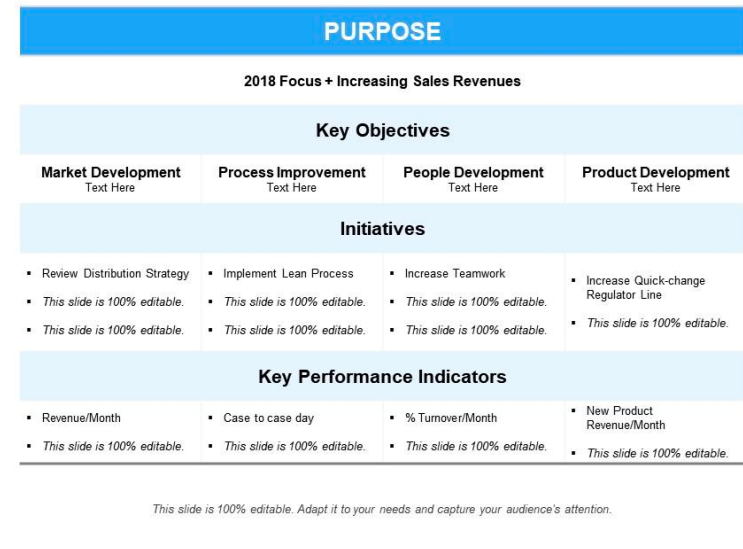 PURPOSE
2018 Focus + Increasing Sales Revenues
Key Objectives
Market Development
Text Here
Process Improvement
Text Here
People Development
Text Here
Product Development
Text Here
Initiatives
▪ Review Distribution Strategy
▪ This slide is 100% editable.
▪ This slide is 100% editable.
▪ Implement Lean Process
▪ This slide is 100% editable.
▪ This slide is 100% editable.
▪ Increase Teamwork
▪ This slide is 100% editable.
▪ This slide is 100% editable.
▪ Increase Quick-change
Regulator Line
▪ This slide is 100% editable.
Key Performance Indicators
▪ Revenue/Month
▪ This slide is 100% editable.
▪ Case to case day
▪ This slide is 100% editable.
▪ % Turnover/Month
▪ This slide is 100% editable.
▪ New Product
Revenue/Month
▪ This slide is 100% editable.
This slide is 100% editable. Adapt it to your needs and capture your audience's attention.